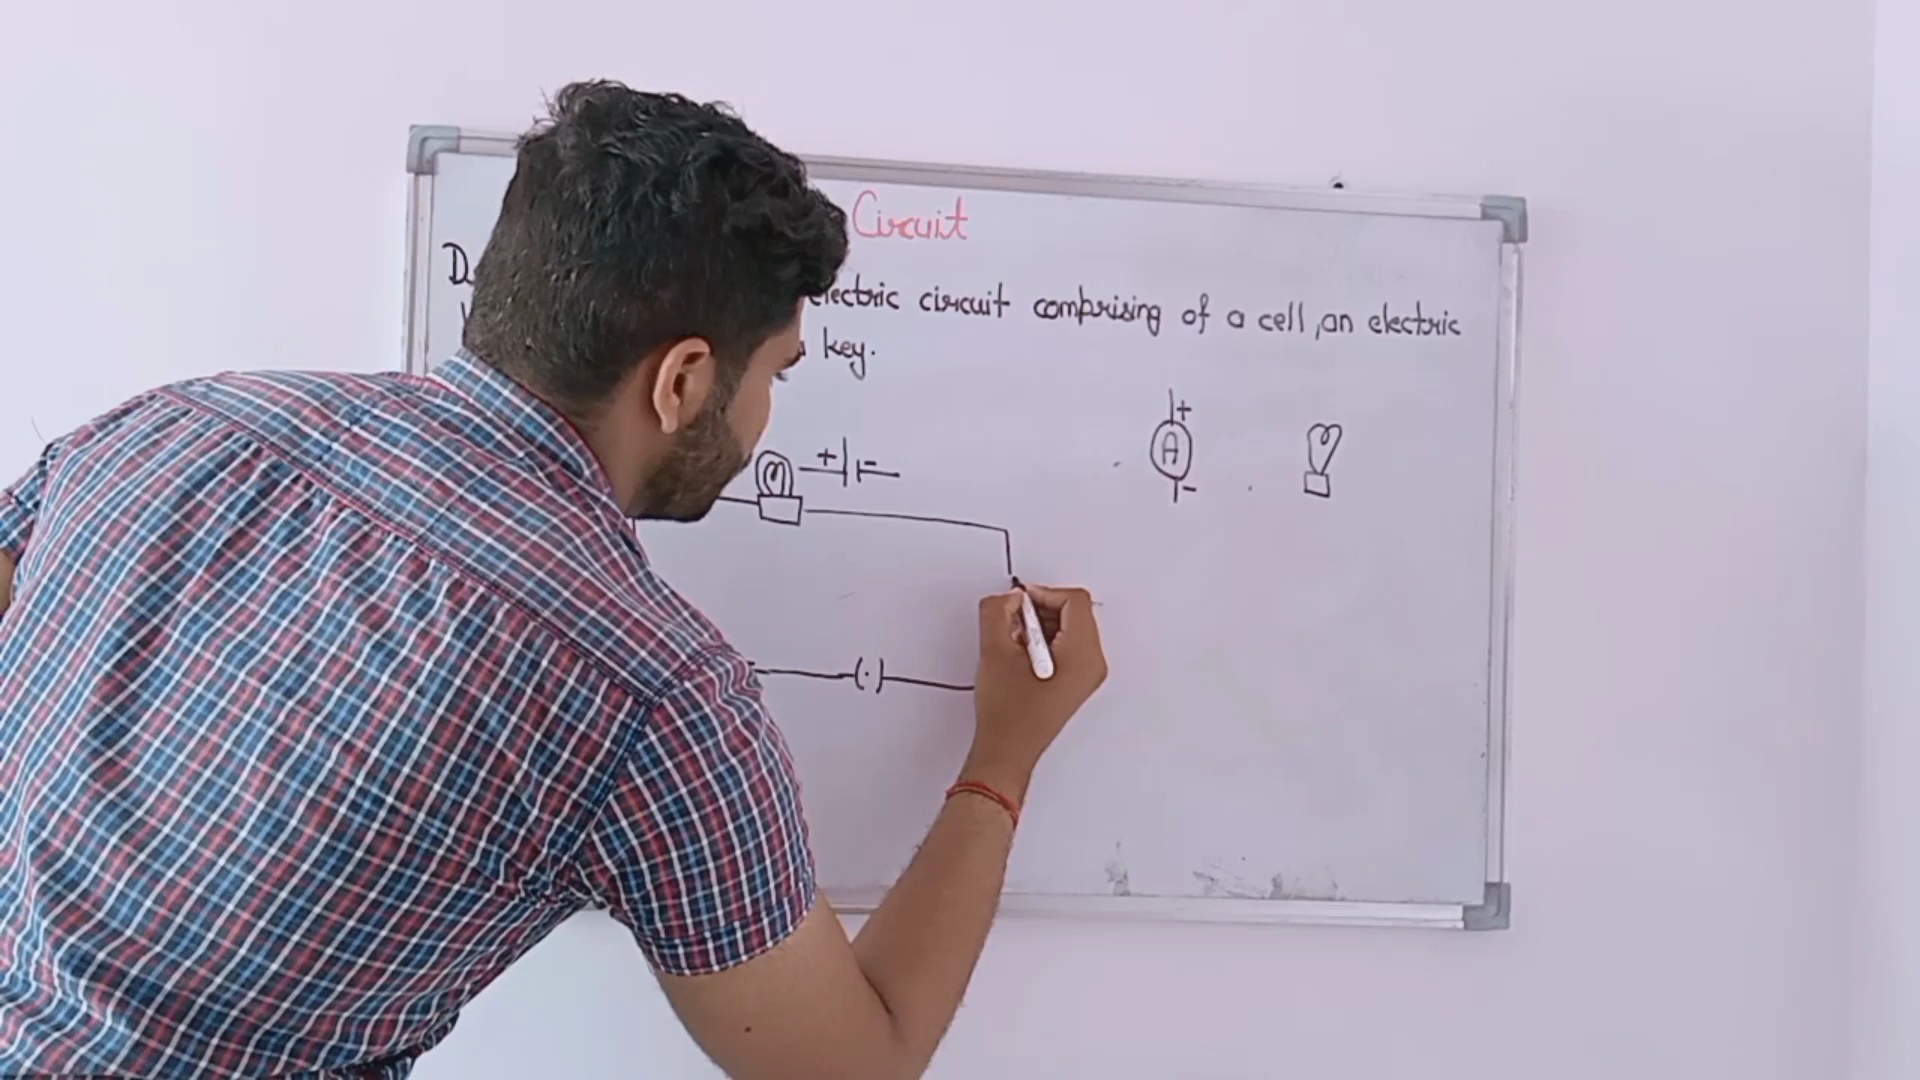 Circuit
electric circuit comprising of a cell, an electric
key.
+
A
-
+ -
(·)